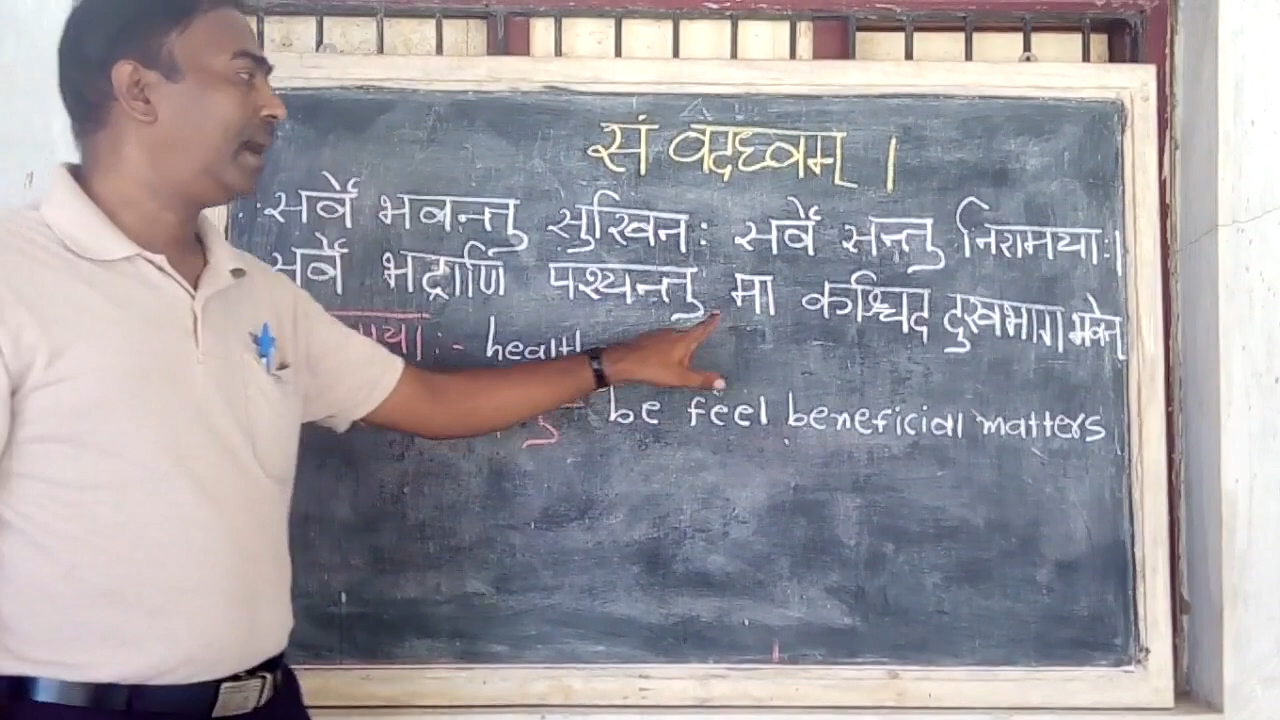 सं वदध्वम् ।
सर्वे भवन्तु सुखिनः सर्वे सन्तु निरामयाः ।
सर्वे भद्राणि पश्यन्तु मा कश्चिद दुखभाग भवेत्
:- health
be feel beneficial matters